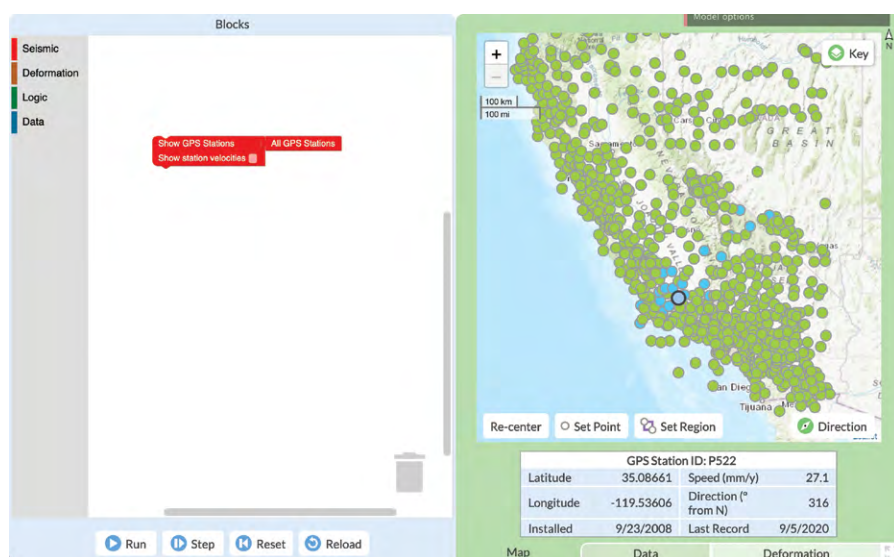 Blocks
Seismic
Deformation
Logic
Data
Show GPS Stations All GPS Stations
Show station velocities
Run
Step
Reset
Reload
Model options
N
+
−
Key
100 km
100 mi
GREAT
BASIN
Sacramento
San Diego
Tijuana
Re-center
Set Point
Set Region
Direction
GPS Station ID: P522
Latitude 35.08661 Speed (mm/y) 27.1
Longitude -119.53606 Direction (° from N) 316
Installed 9/23/2008 Last Record 9/5/2020
Map
Data
Deformation